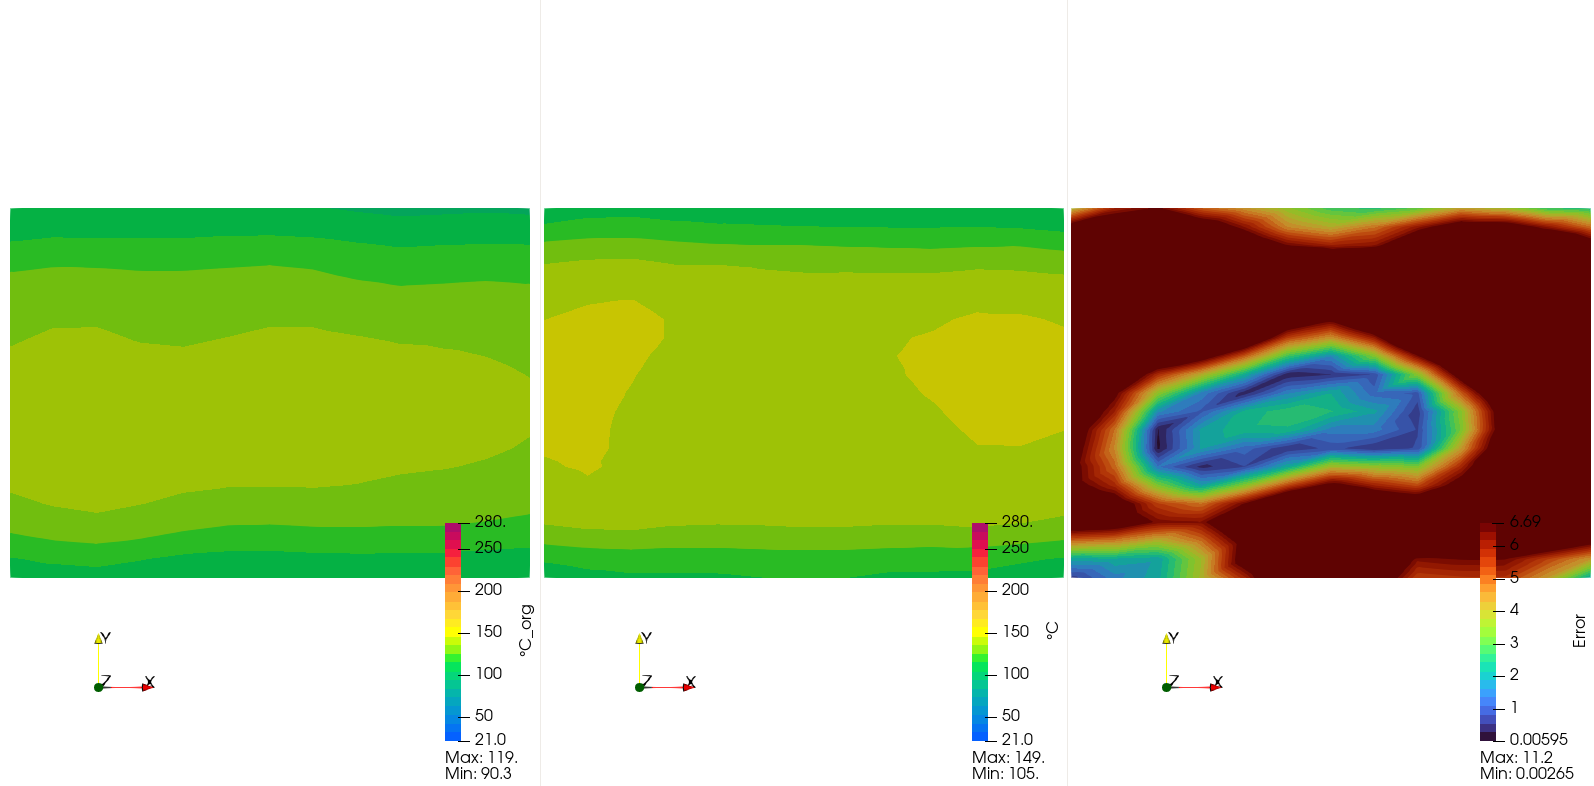 280.
250
200
150
100
50
21.0
°C_org
Max: 119.
Min: 90.3
Y
Z
X
280.
250
200
150
100
50
21.0
°C
Max: 149.
Min: 105.
Y
Z
X
6.69
6
5
4
3
2
1
0.00595
Error
Max: 11.2
Min: 0.00265
Y
Z
X